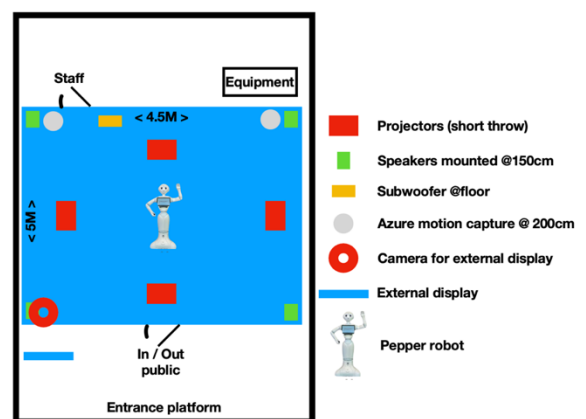 Staff
Equipment
< 4.5M >
< 5M >
In / Out
public
Entrance platform
Projectors (short throw)
Speakers mounted @150cm
Subwoofer @floor
Azure motion capture @ 200cm
Camera for external display
External display
Pepper robot